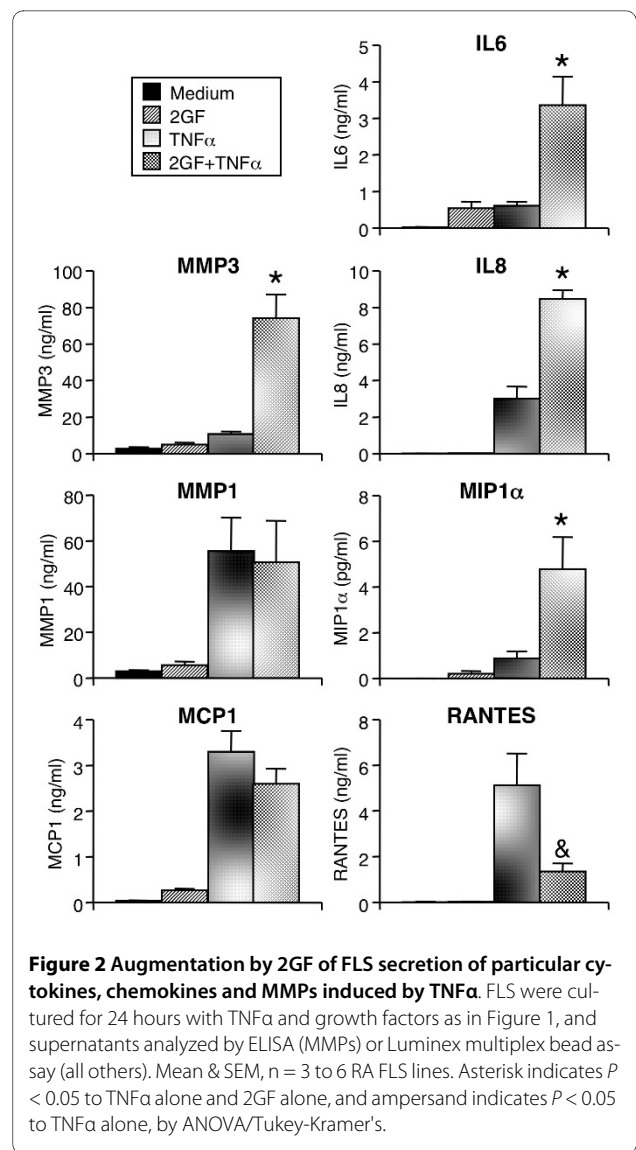 IL6
Medium
2GF
TNFα
2GF+TNFα
IL6 (ng/ml)
5
4
3
2
1
0
*
MMP3
MMP3 (ng/ml)
100
80
60
40
20
0
*
IL8
IL8 (ng/ml)
10
8
6
4
2
0
*
MMP1
MMP1 (ng/ml)
80
60
40
20
0
MIP1α
MIP1α (pg/ml)
8
6
4
2
0
*
MCP1
MCP1 (ng/ml)
4
3
2
1
0
RANTES
RANTES (ng/ml)
8
6
4
2
0
&
Figure 2 Augmentation by 2GF of FLS secretion of particular cy-
tokines, chemokines and MMPs induced by TNFα. FLS were cul-
tured for 24 hours with TNFα and growth factors as in Figure 1, and
supernatants analyzed by ELISA (MMPs) or Luminex multiplex bead as-
say (all others). Mean & SEM, n = 3 to 6 RA FLS lines. Asterisk indicates P
< 0.05 to TNFα alone and 2GF alone, and ampersand indicates P < 0.05
to TNFα alone, by ANOVA/Tukey-Kramer's.